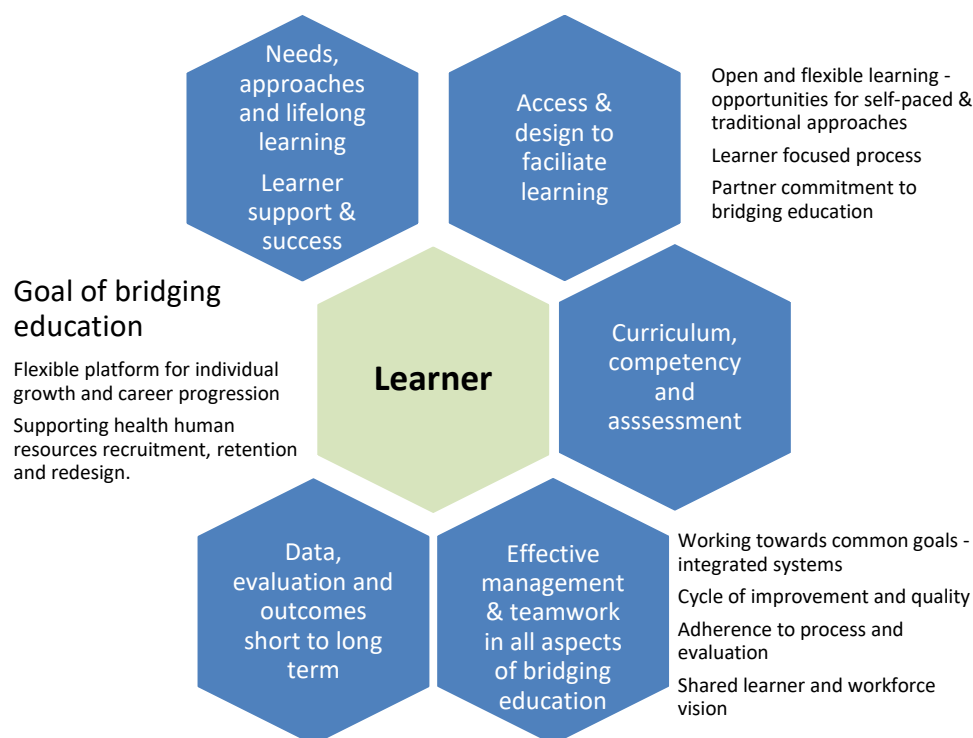 Needs,
approaches
and lifelong
learning
Learner
support &
success
Access &
design to
faciliate
learning
Open and flexible learning -
opportunities for self-paced &
traditional approaches
Learner focused process
Partner commitment to
bridging education
Goal of bridging
education
Flexible platform for individual
growth and career progression
Supporting health human
resources recruitment, retention
and redesign.
Learner
Curriculum,
competency
and
asssessment
Data,
evaluation and
outcomes
short to long
term
Effective
management
& teamwork
in all aspects
of bridging
education
Working towards common goals -
integrated systems
Cycle of improvement and quality
Adherence to process and
evaluation
Shared learner and workforce
vision